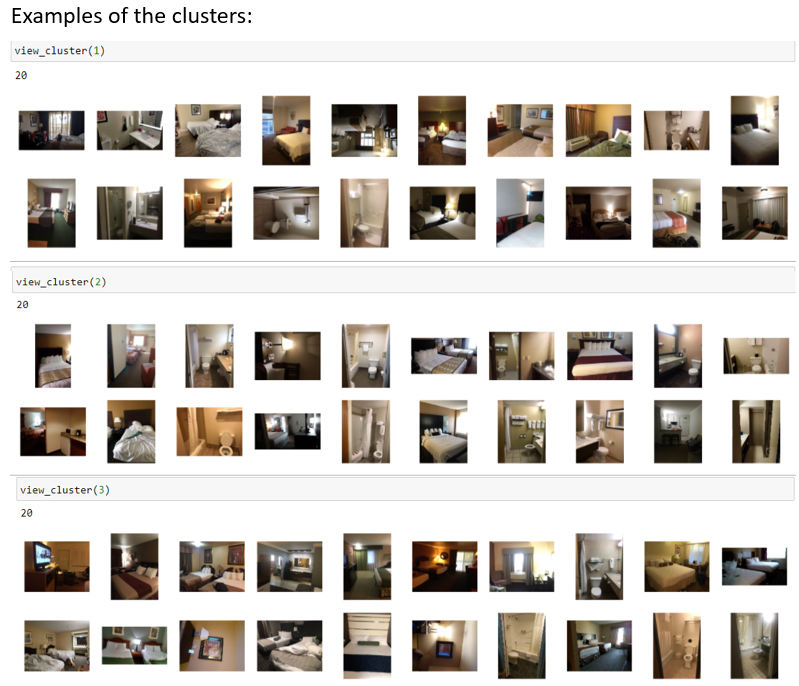 Examples of the clusters:
view_cluster(1)
20
view_cluster(2)
20
view_cluster(3)
20